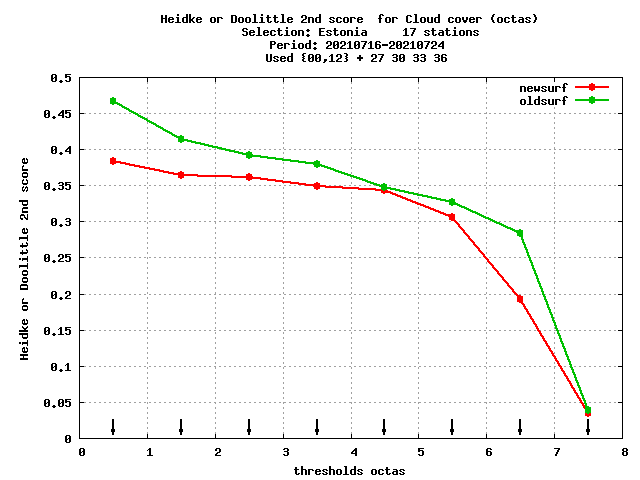 Heidke or Doolittle 2nd score  for Cloud cover (octas)
Selection: Estonia     17 stations
Period: 20210716-20210724
Used {00,12} + 27 30 33 36
newsurf
oldsurf
Heidke or Doolittle 2nd score
0.5
0.45
0.4
0.35
0.3
0.25
0.2
0.15
0.1
0.05
0
0 1 2 3 4 5 6 7 8
thresholds octas